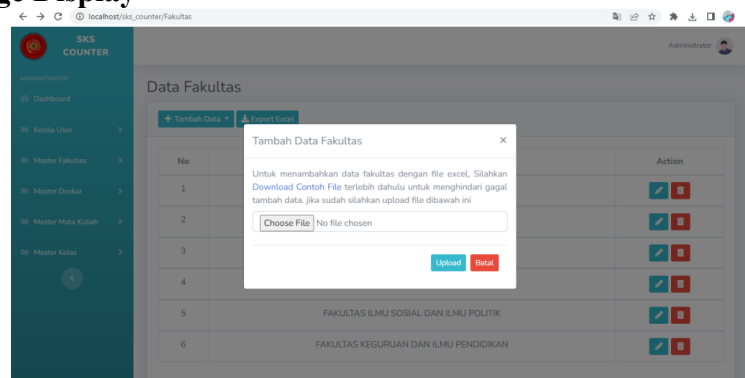 ge Display
localhost/sks_counter/Fakultas
SKS
COUNTER
Administrator
ADMINISTRATOR
Dashboard
Data Fakultas
+ Tambah Data
Export Excel
Kelola User
Tambah Data Fakultas ×
Master Fakultas
No
Action
Untuk menambahkan data fakultas dengan file excel, Silahkan
Download Contoh File terlebih dahulu untuk menghindari gagal
tambah data. jika sudah silahkan upload file dibawah ini
Master Doskar
1
Choose File No file chosen
Master Mata Kuliah
2
Master Kelas
3
Upload Batal
4
5 FAKULTAS ILMU SOSIAL DAN ILMU POLITIK
6 FAKULTAS KEGURUAN DAN ILMU PENDIDIKAN